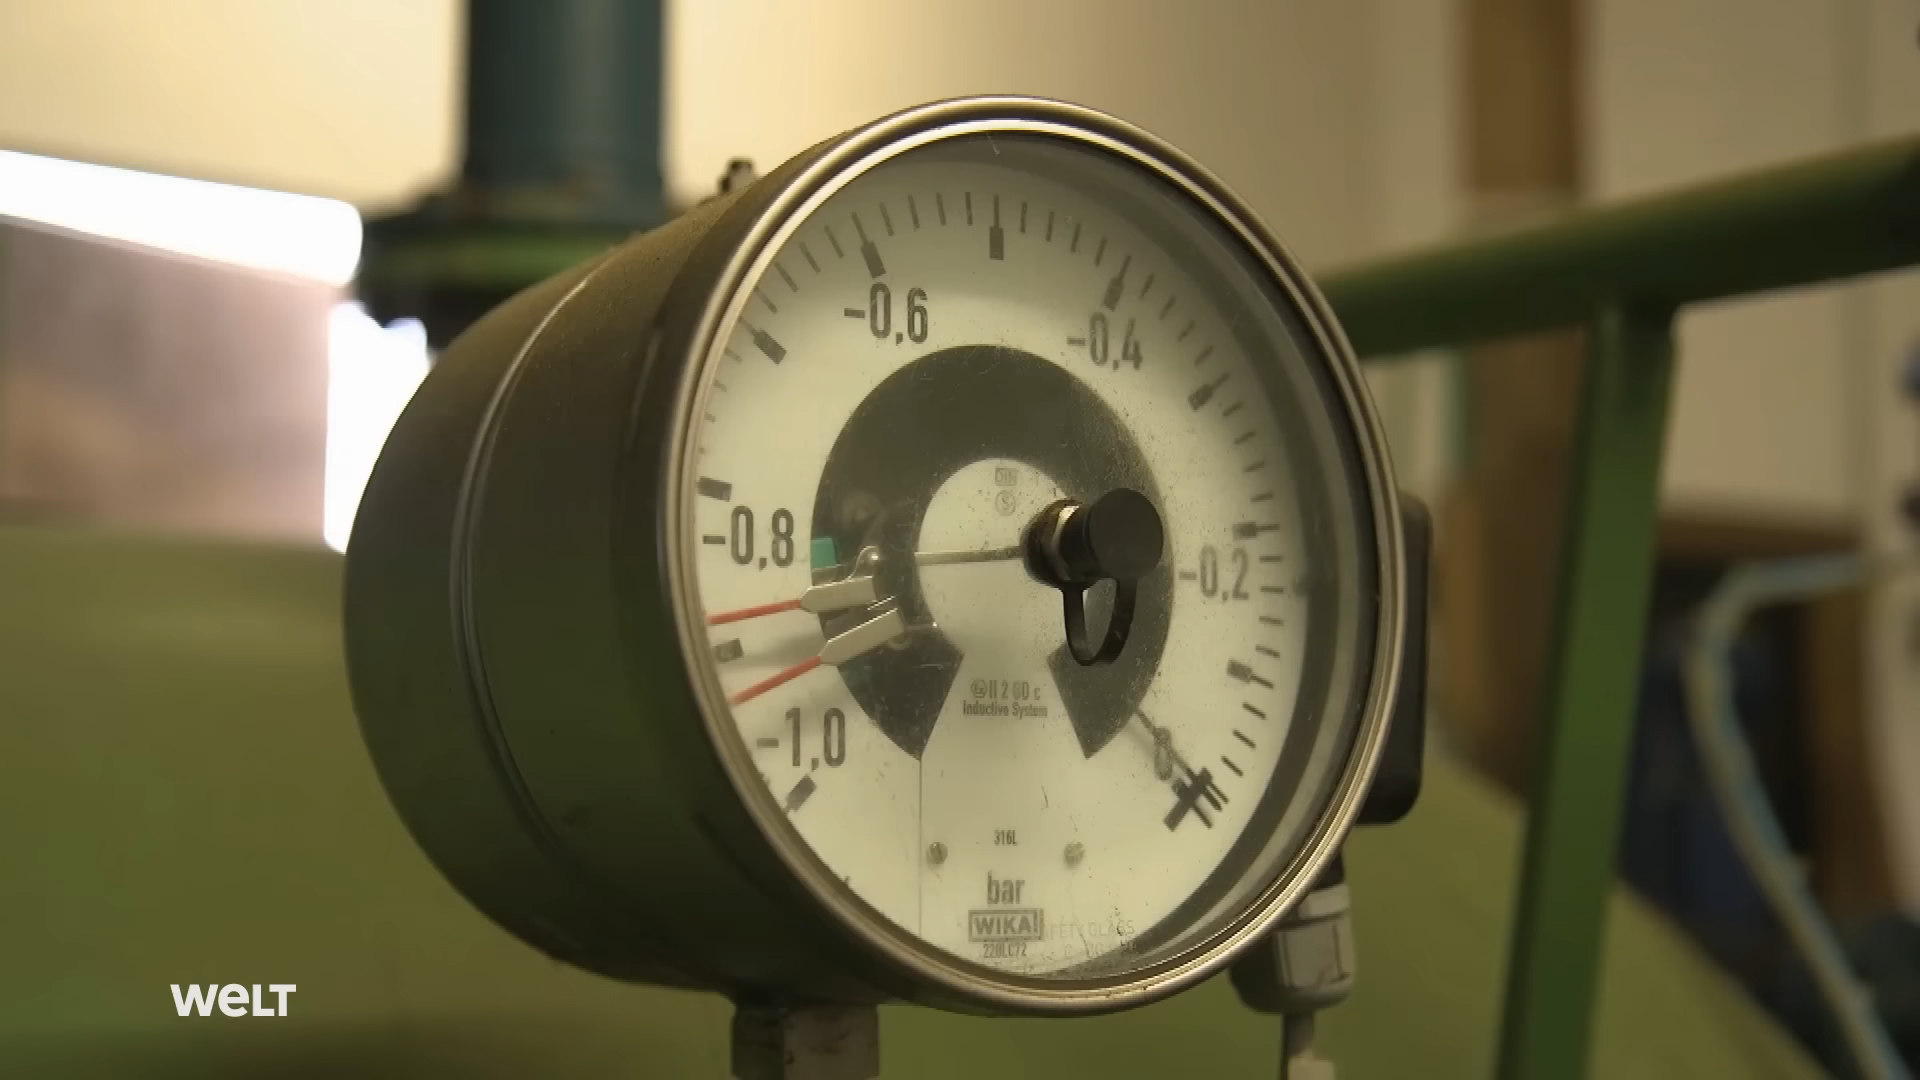 -0,6
-0,4
-0,8
-0,2
-1,0
0
II 2 GD c
Inductive System
316L
bar
WIKA
WELT